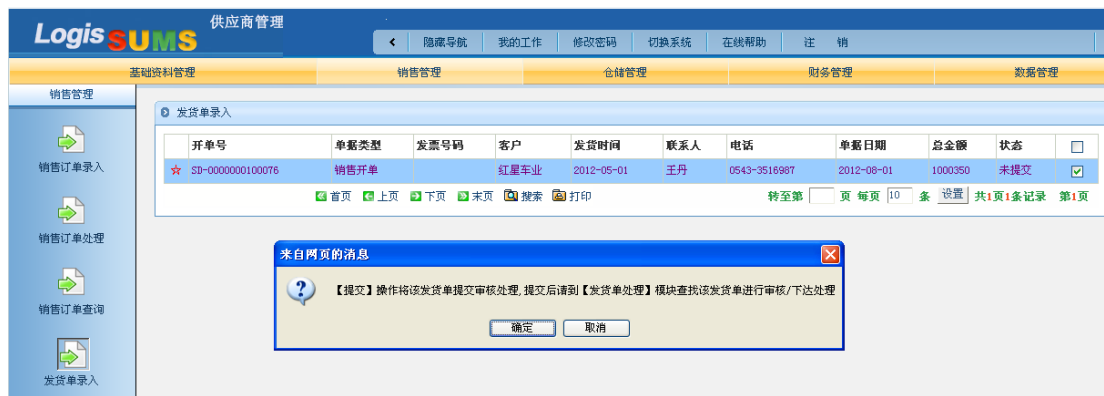 Logis SUMS 供应商管理
隐藏导航 我的工作 修改密码 切换系统 在线帮助 注 销
基础资料管理 销售管理 仓储管理 财务管理 数据管理
销售管理
发货单录入
开单号 单据类型 发票号码 客户 发货时间 联系人 电话 单据日期 总金额 状态
SD-0000000100076 销售开单 红星车业 2012-05-01 王丹 0543-3516987 2012-08-01 1000350 未提交
首页 上页 下页 末页 搜索 打印 转至第 页 每页 10 条 设置 共1页1条记录 第1页
销售订单录入
销售订单处理
销售订单查询
发货单录入
来自网页的消息
【提交】操作将该发货单提交审核处理,提交后请到【发货单处理】模块查找该发货单进行审核/下达处理
确定 取消